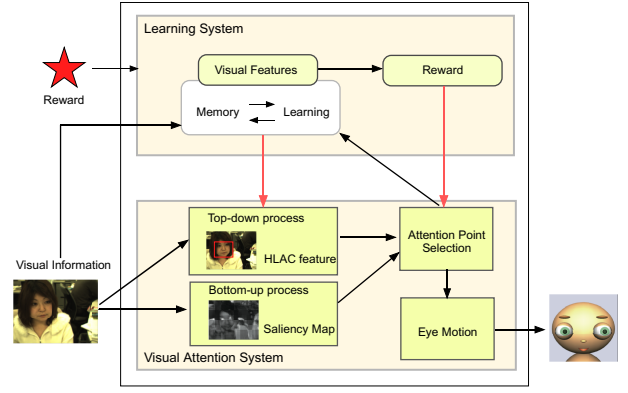 Learning System
Visual Features
Reward
Reward
Memory
Learning
Top-down process
HLAC feature
Attention Point
Selection
Visual Information
Bottom-up process
Saliency Map
Eye Motion
Visual Attention System